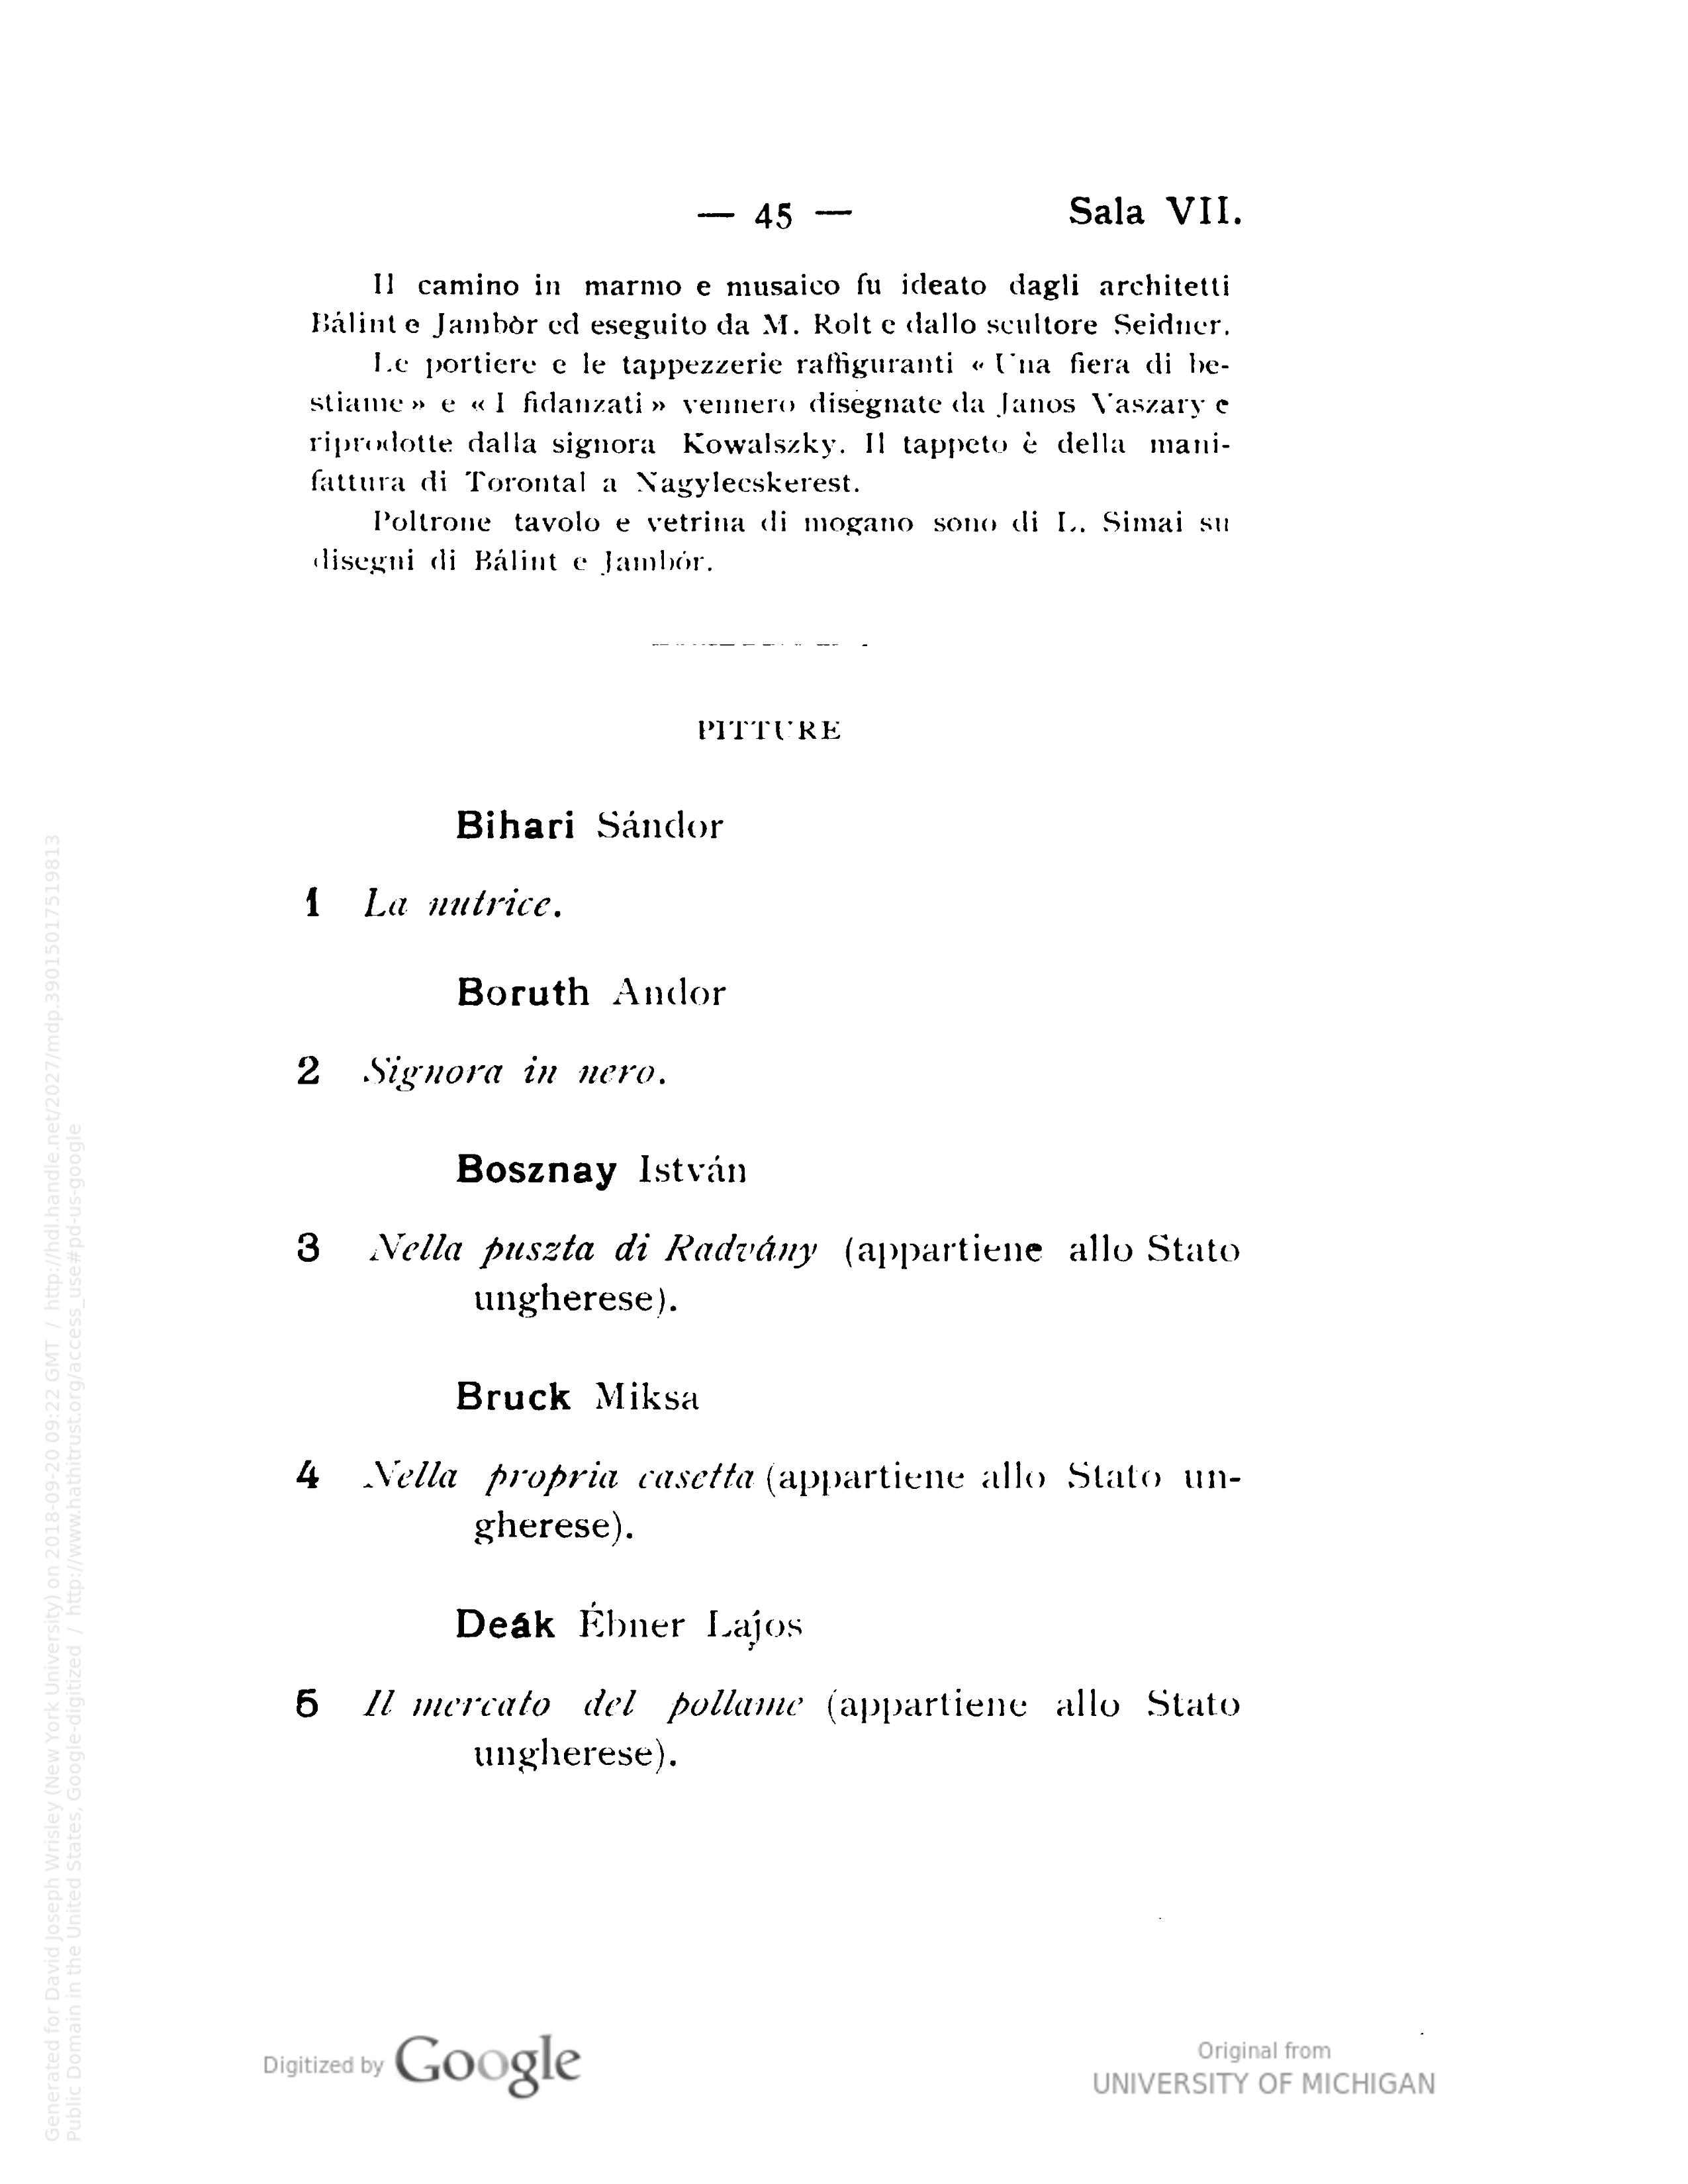 — 45 —
Sala VII.
Il camino in marmo e musaico fu ideato dagli architetti
Bálint e Jambòr ed eseguito da M. Rolt e dallo scultore Seidner.
Le portiere e le tappezzerie raffiguranti « Una fiera di be-
stiame » e « I fidanzati » vennero disegnate da Janos Vaszary e
riprodotte dalla signora Kowalszky. Il tappeto è della mani-
fattura di Torontal a Nagylecskerest.
Poltrone tavolo e vetrina di mogano sono di L. Simai su
disegni di Bálint e Jambór.
PITTURE
Bihari Sándor
1 La nutrice.
Boruth Andor
2 Signora in nero.
Bosznay István
3 Nella puszta di Radvány (appartiene allo Stato
ungherese).
Bruck Miksa
4 Nella propria casetta (appartiene allo Stato un-
gherese).
Deák Ébner Lajos
5 Il mercato del pollame (appartiene allo Stato
ungherese).
Generated for David Joseph Wrisley (New York University) on 2018-09-20 09:22 GMT / http://hdl.handle.net/2027/mdp.39015017519813
Public Domain in the United States, Google-digitized / http://www.hathitrust.org/access_use#pd-us-google
Digitized by Google
Original from
UNIVERSITY OF MICHIGAN